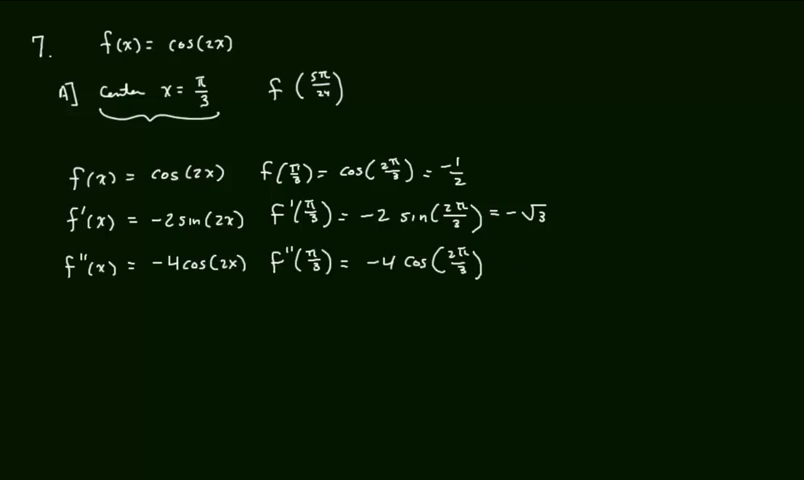 7. f(x) = cos(2x)
A] Center x = π/3 f(5π/24)
f(x) = cos(2x) f(π/3) = cos(2π/3) = -1/2
f'(x) = -2sin(2x) f'(π/3) = -2 sin(2π/3) = -√3
f''(x) = -4cos(2x) f''(π/3) = -4 cos(2π/3)